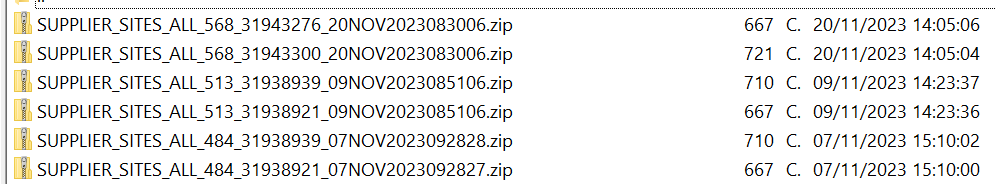 SUPPLIER_SITES_ALL_568_31943276_20NOV2023083006.zip 667 C. 20/11/2023 14:05:06
SUPPLIER_SITES_ALL_568_31943300_20NOV2023083006.zip 721 C. 20/11/2023 14:05:04
SUPPLIER_SITES_ALL_513_31938939_09NOV2023085106.zip 710 C. 09/11/2023 14:23:37
SUPPLIER_SITES_ALL_513_31938921_09NOV2023085106.zip 667 C. 09/11/2023 14:23:36
SUPPLIER_SITES_ALL_484_31938939_07NOV2023092828.zip 710 C. 07/11/2023 15:10:02
SUPPLIER_SITES_ALL_484_31938921_07NOV2023092827.zip 667 C. 07/11/2023 15:10:00